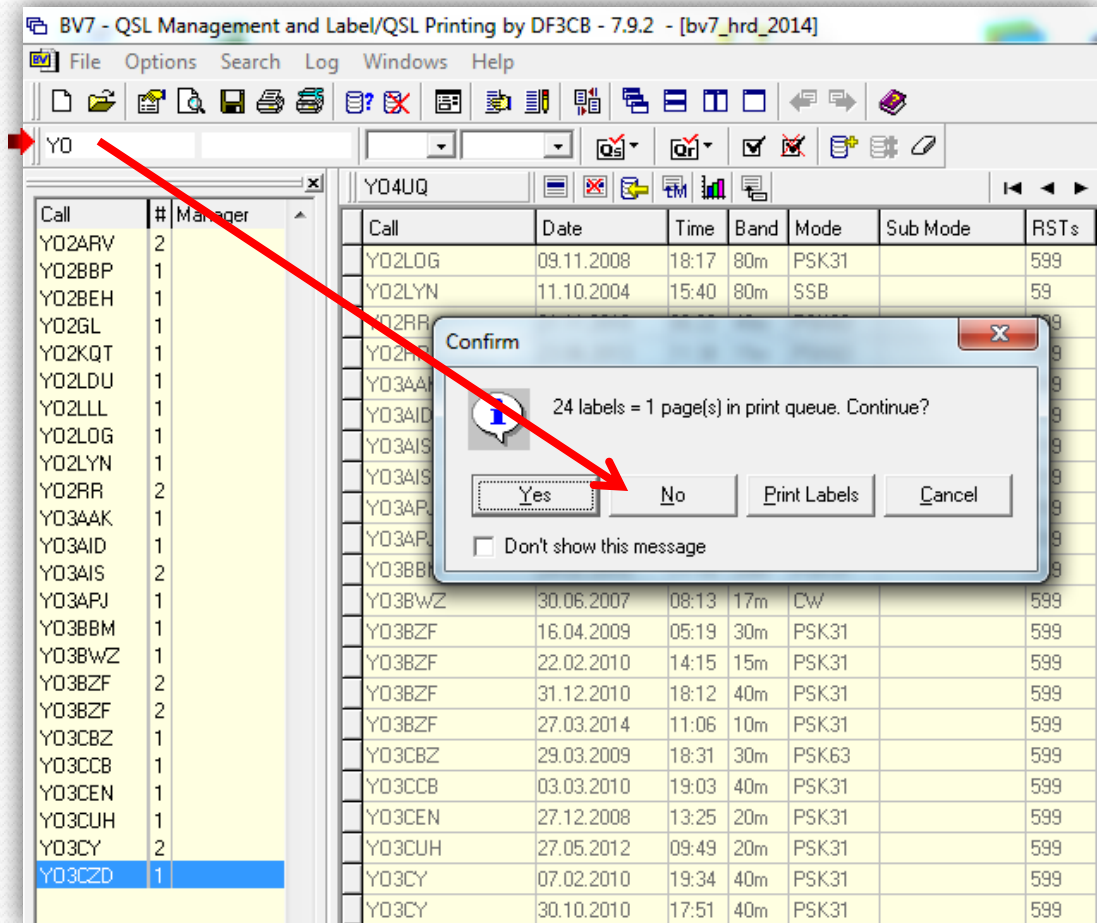 BV7 - QSL Management and Label/QSL Printing by DF3CB - 7.9.2 - [bv7_hrd_2014]
BV File Options Search Log Windows Help
YO Qs Qr
YO4UQ tM
Call # Manager
YO2ARV 2
YO2BBP 1
YO2BEH 1
YO2GL 1
YO2KQT 1
YO2LDU 1
YO2LLL 1
YO2LOG 1
YO2LYN 1
YO2RR 2
YO3AAK 1
YO3AID 1
YO3AIS 2
YO3APJ 1
YO3BBM 1
YO3BWZ 1
YO3BZF 2
YO3BZF 2
YO3CBZ 1
YO3CCB 1
YO3CEN 1
YO3CUH 1
YO3CY 2
YO3CZD 1
Call Date Time Band Mode Sub Mode RSTs
YO2LOG 09.11.2008 18:17 80m PSK31 599
YO2LYN 11.10.2004 15:40 80m SSB 59
YO2RR
YO3AID
YO3AIS
YO3AIS
YO3BWZ 30.06.2007 08:13 17m CW 599
YO3BZF 16.04.2009 05:19 30m PSK31 599
YO3BZF 22.02.2010 14:15 15m PSK31 599
YO3BZF 31.12.2010 18:12 40m PSK31 599
YO3BZF 27.03.2014 11:06 10m PSK31 599
YO3CBZ 29.03.2009 18:31 30m PSK63 599
YO3CCB 03.03.2010 19:03 40m PSK31 599
YO3CEN 27.12.2008 13:25 20m PSK31 599
YO3CUH 27.05.2012 09:49 20m PSK31 599
YO3CY 07.02.2010 19:34 40m PSK31 599
YO3CY 30.10.2010 17:51 40m PSK31 599
Confirm
24 labels = 1 page(s) in print queue. Continue?
Yes No Print Labels Cancel
Don't show this message